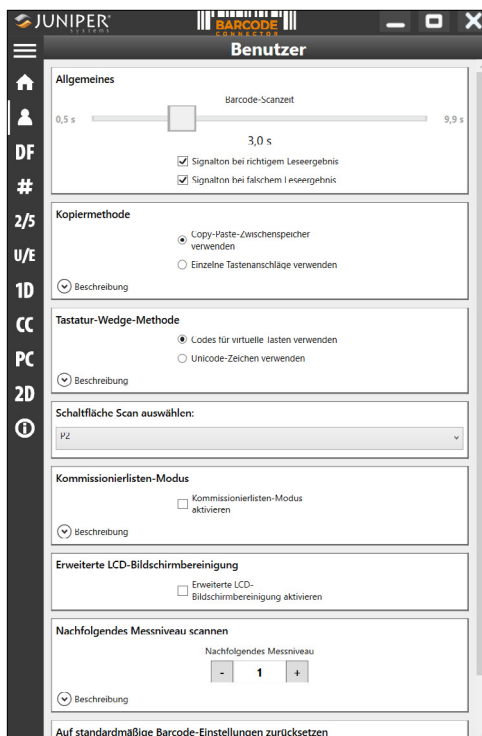 JUNIPER
systems
BARCODE
CONNECTOR
Benutzer
Allgemeines
Barcode-Scanzeit
0,5 s
9,9 s
3,0 s
Signalton bei richtigem Leseergebnis
Signalton bei falschem Leseergebnis
DF
#
2/5
U/E
1D
CC
PC
2D
Kopiermethode
Copy-Paste-Zwischenspeicher
verwenden
Einzelne Tastenanschläge verwenden
Beschreibung
Tastatur-Wedge-Methode
Codes für virtuelle Tasten verwenden
Unicode-Zeichen verwenden
Beschreibung
Schaltfläche Scan auswählen:
P2
Kommissionierlisten-Modus
Kommissionierlisten-Modus
aktivieren
Beschreibung
Erweiterte LCD-Bildschirmbereinigung
Erweiterte LCD-
Bildschirmbereinigung aktivieren
Nachfolgendes Messniveau scannen
Nachfolgendes Messniveau
- 1 +
Beschreibung
Auf standardmäßige Barcode-Einstellungen zurücksetzen